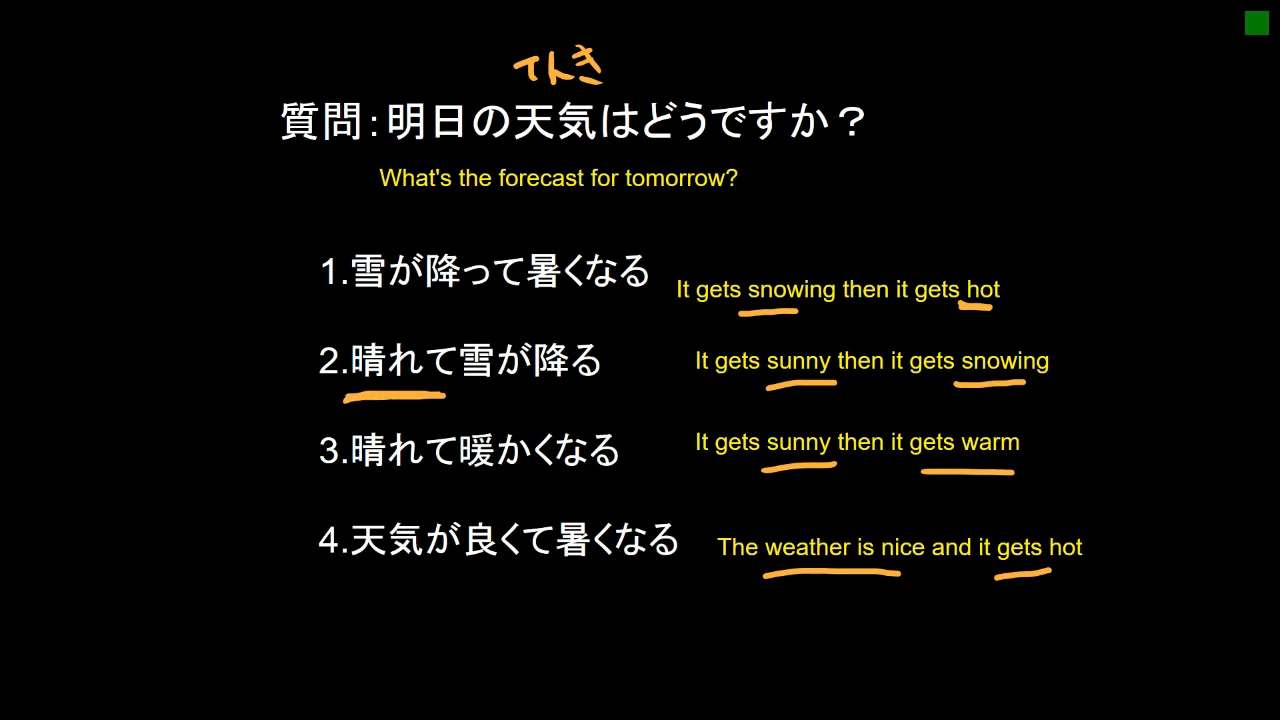 てんき
質問：明日の天気はどうですか？
What's the forecast for tomorrow?
1.雪が降って暑くなる
It gets snowing then it gets hot
2.晴れて雪が降る
It gets sunny then it gets snowing
3.晴れて暖かくなる
It gets sunny then it gets warm
4.天気が良くて暑くなる
The weather is nice and it gets hot